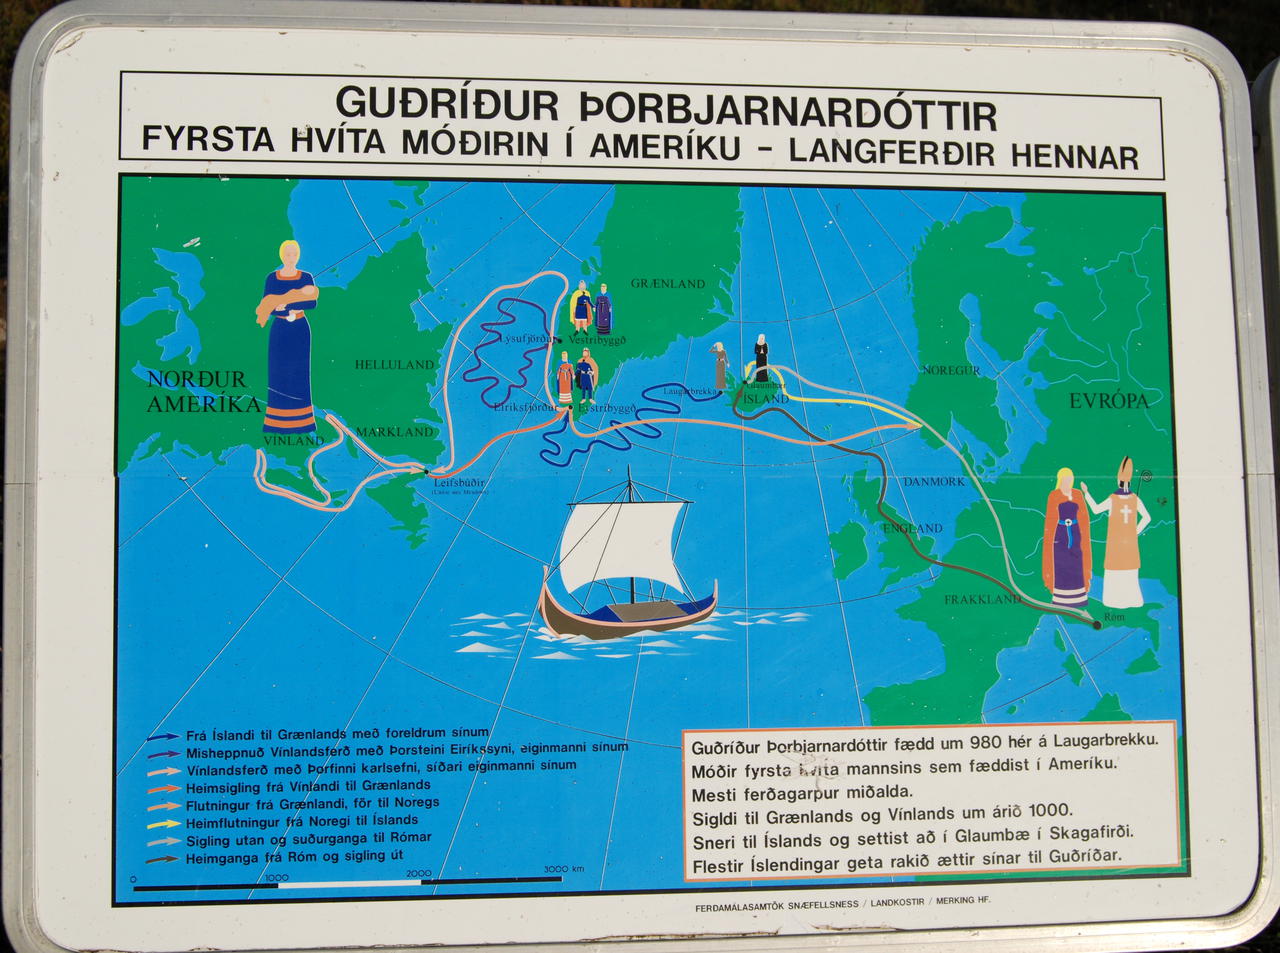 GUÐRÍÐUR ÞORBJARNARDÓTTIR
FYRSTA HVÍTA MÓÐIRIN Í AMERÍKU – LANGFERÐIR HENNAR
GRÆNLAND
Lýsufjörður
Vestribyggð
HELLULAND
NORÐUR
AMERÍKA
NOREGUR
Laugarbrekka
Glaumbær
ÍSLAND
EVRÓPA
Eiríksfjörður
Eystribyggð
MARKLAND
VÍNLAND
Leifsbúðir
(L'Anse aux Meadows)
DANMÖRK
ENGLAND
FRAKKLAND
Róm
Frá Íslandi til Grænlands með foreldrum sínum
Misheppnuð Vínlandsferð með Þorsteini Eiríkssyni, eiginmanni sínum
Vínlandsferð með Þorfinni karlsefni, síðari eiginmanni sínum
Heimsigling frá Vínlandi til Grænlands
Flutningur frá Grænlandi, för til Noregs
Heimflutningur frá Noregi til Íslands
Sigling utan og suðurganga til Rómar
Heimganga frá Róm og sigling út
0 1000 2000 3000 km
Guðríður Þorbjarnardóttir fædd um 980 hér á Laugarbrekku.
Móðir fyrsta hvíta mannsins sem fæddist í Ameríku.
Mesti ferðagarpur miðalda.
Sigldi til Grænlands og Vínlands um árið 1000.
Sneri til Íslands og settist að í Glaumbæ í Skagafirði.
Flestir Íslendingar geta rakið ættir sínar til Guðríðar.
FERÐAMÁLASAMTÖK SNÆFELLSNESS / LANDKOSTIR / MERKING HF.